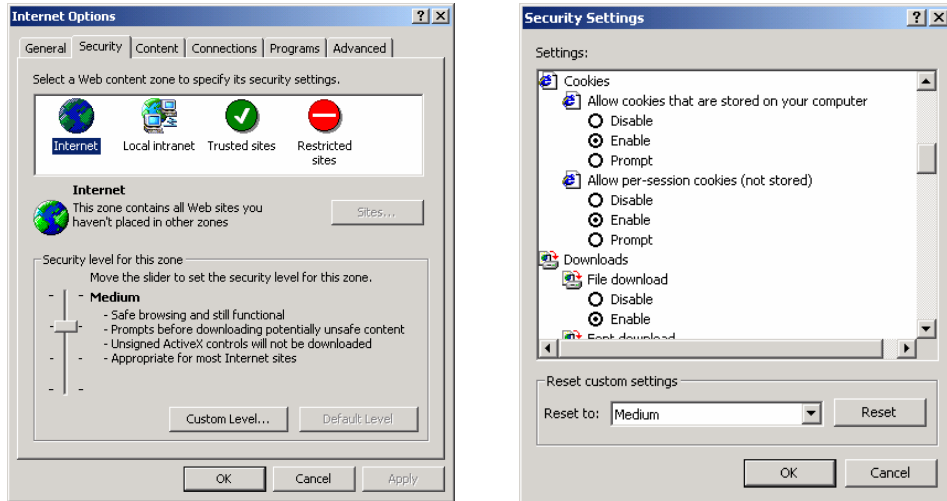 Internet Options
General Security Content Connections Programs Advanced
Select a Web content zone to specify its security settings.
Internet Local intranet Trusted sites Restricted
sites
Internet
This zone contains all Web sites you
haven't placed in other zones
Sites...
Security level for this zone
Move the slider to set the security level for this zone.
Medium
- Safe browsing and still functional
- Prompts before downloading potentially unsafe content
- Unsigned ActiveX controls will not be downloaded
- Appropriate for most Internet sites
Custom Level... Default Level
OK Cancel Apply
Security Settings
Settings:
Cookies
Allow cookies that are stored on your computer
Disable
Enable
Prompt
Allow per-session cookies (not stored)
Disable
Enable
Prompt
Downloads
File download
Disable
Enable
Font download
Reset custom settings
Reset to: Medium Reset
OK Cancel